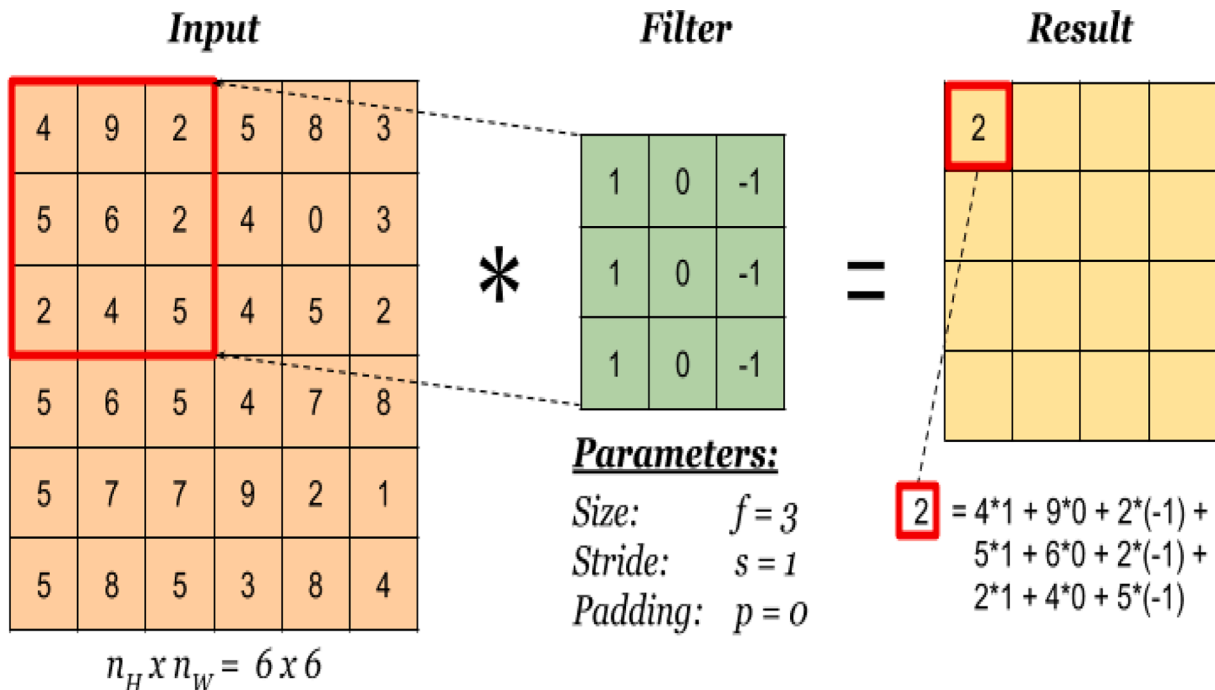 Input Filter Result
4 9 2 5 8 3
5 6 2 4 0 3
2 4 5 4 5 2
5 6 5 4 7 8
5 7 7 9 2 1
5 8 5 3 8 4
n_H x n_W = 6 x 6
*
1 0 -1
1 0 -1
1 0 -1
Parameters:
Size: f = 3
Stride: s = 1
Padding: p = 0
=
2
2 = 4*1 + 9*0 + 2*(-1) +
5*1 + 6*0 + 2*(-1) +
2*1 + 4*0 + 5*(-1)